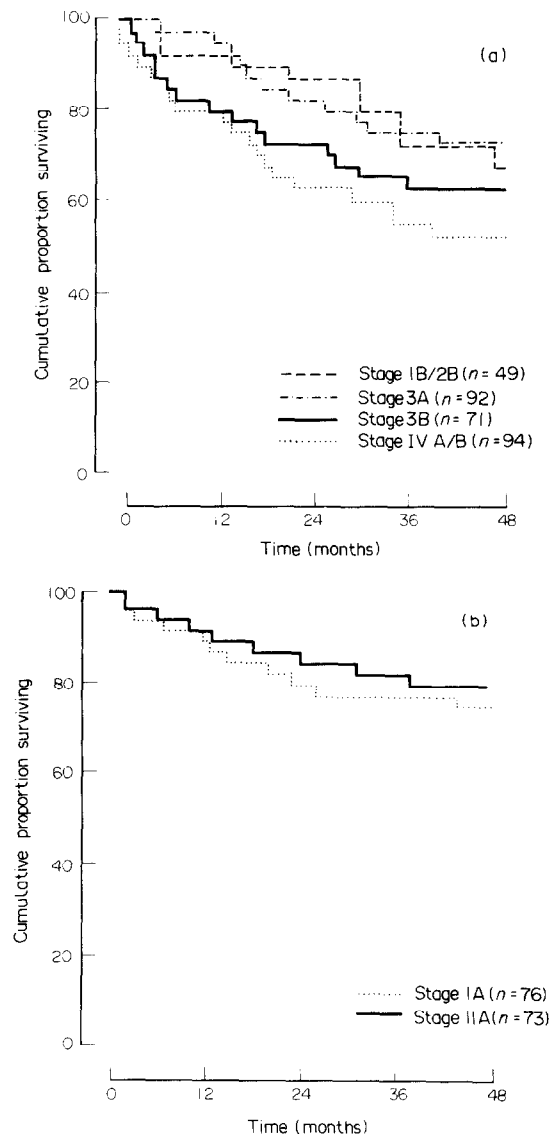 100
(a)
80
60
40
20
0
Cumulative proportion surviving
Stage IB/2B (n = 49)
Stage 3A (n = 92)
Stage 3B (n = 71)
Stage IV A/B (n = 94)
0 12 24 36 48
Time (months)
100
(b)
80
60
40
20
0
Cumulative proportion surviving
Stage IA (n = 76)
Stage IIA (n = 73)
0 12 24 36 48
Time (months)